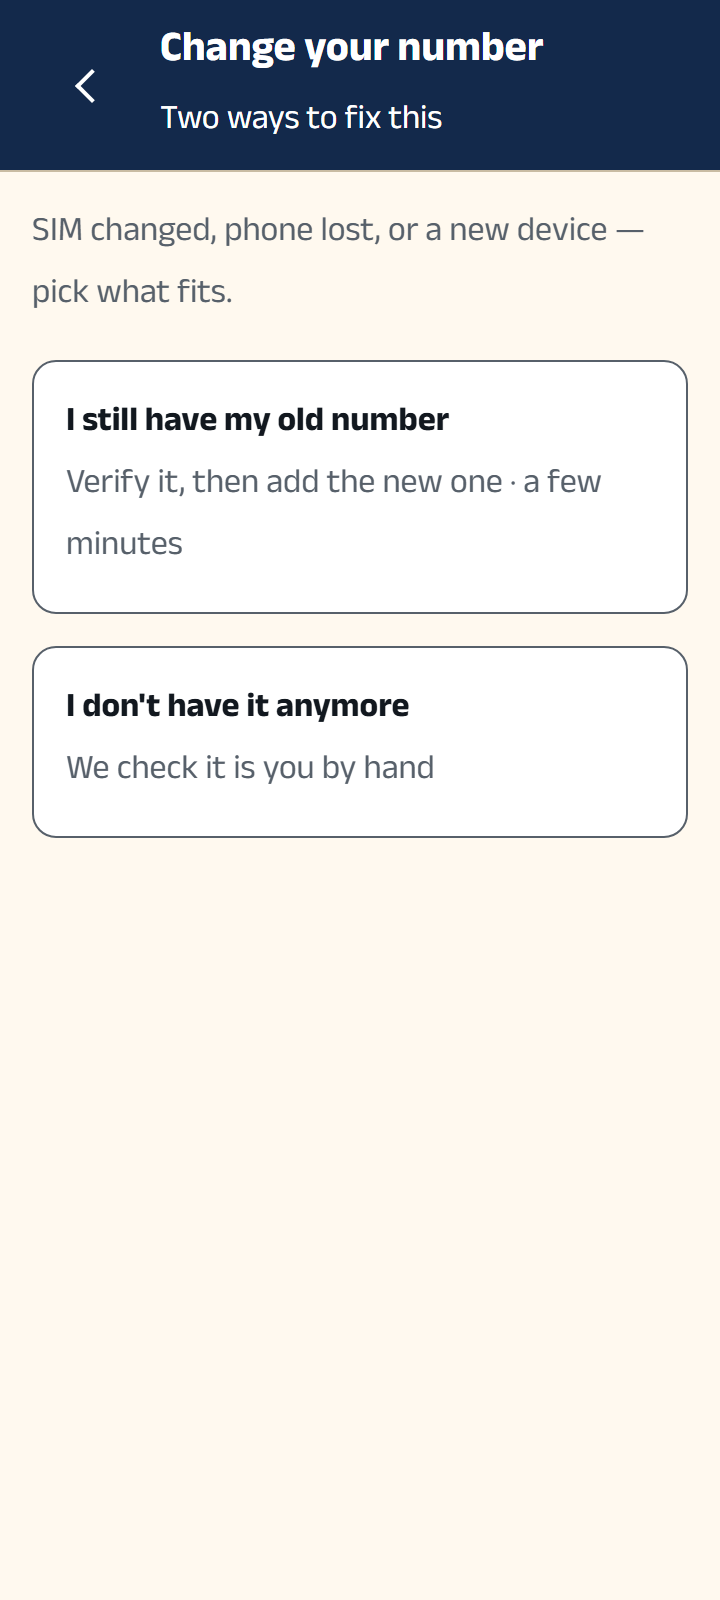 Change your number
Two ways to fix this
SIM changed, phone lost, or a new device —
pick what fits.
I still have my old number
Verify it, then add the new one · a few
minutes
I don't have it anymore
We check it is you by hand